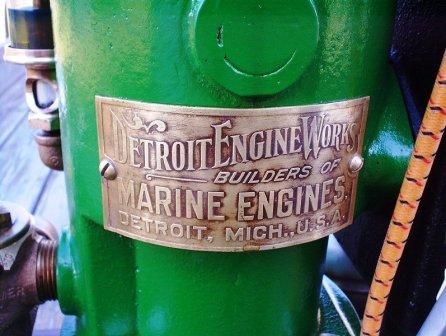 DETROIT ENGINE WORKS
BUILDERS OF
MARINE ENGINES.
DETROIT, MICH., U.S.A.